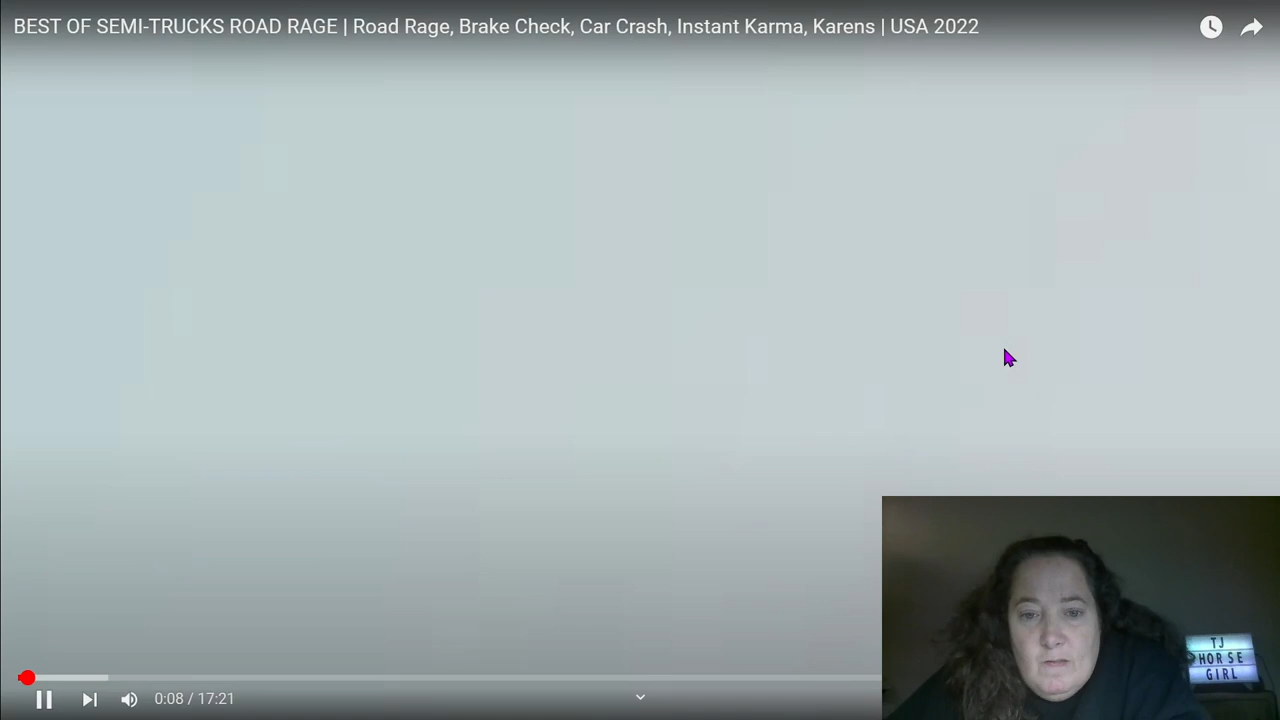 BEST OF SEMI-TRUCKS ROAD RAGE | Road Rage, Brake Check, Car Crash, Instant Karma, Karens | USA 2022
0:08 / 17:21
TJ
HORSE
GIRL